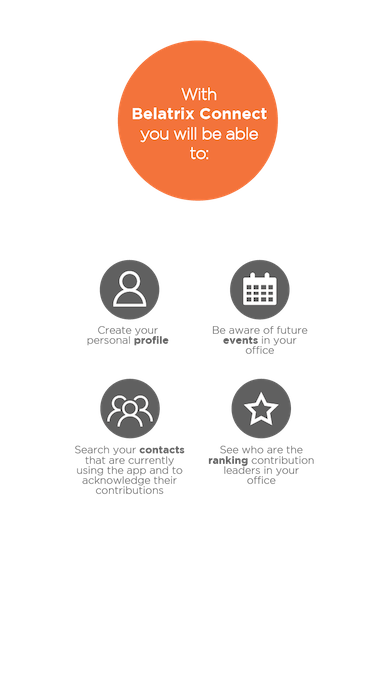 With
Belatrix Connect
you will be able
to:
Create your
personal profile
Be aware of future
events in your
office
Search your contacts
that are currently
using the app and to
acknowledge their
contributions
See who are the
ranking contribution
leaders in your
office